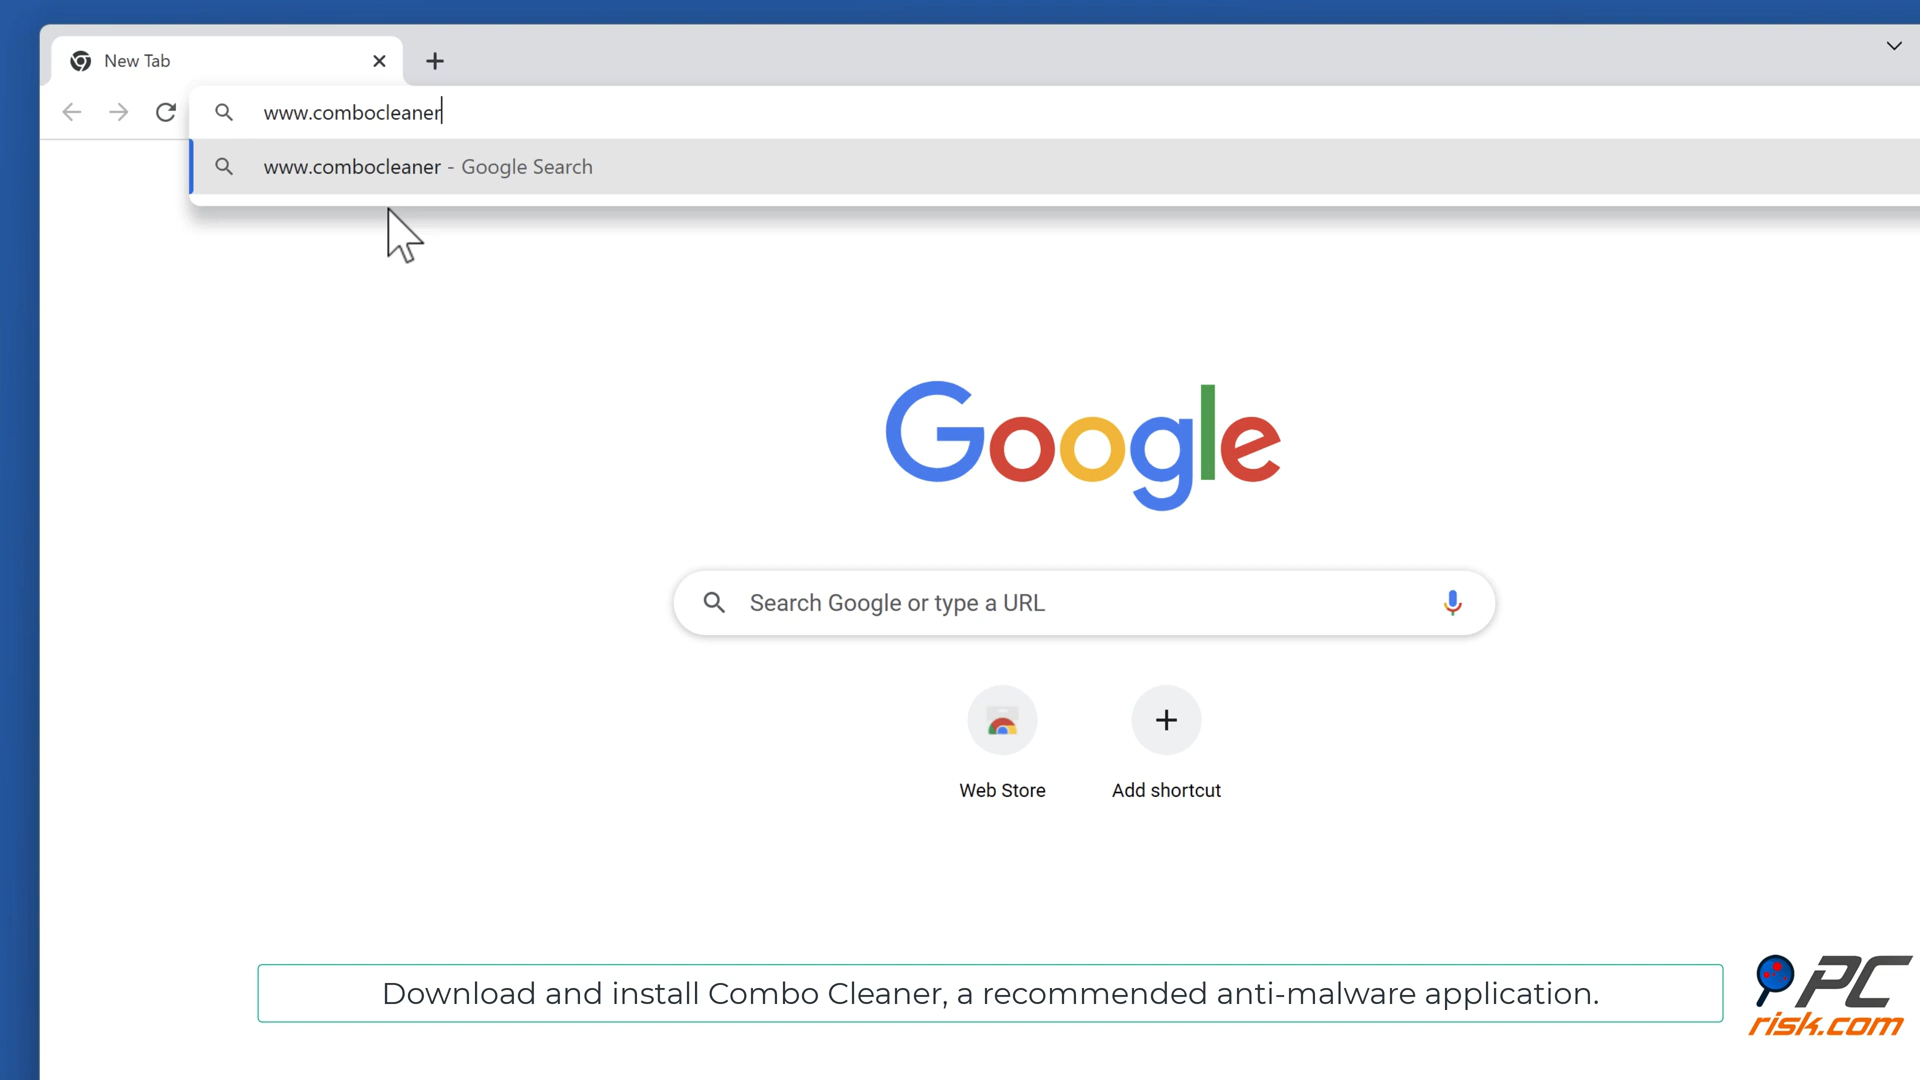 New Tab
www.combocleaner
www.combocleaner - Google Search
Google
Search Google or type a URL
Web Store
Add shortcut
Download and install Combo Cleaner, a recommended anti-malware application.
PC
risk.com